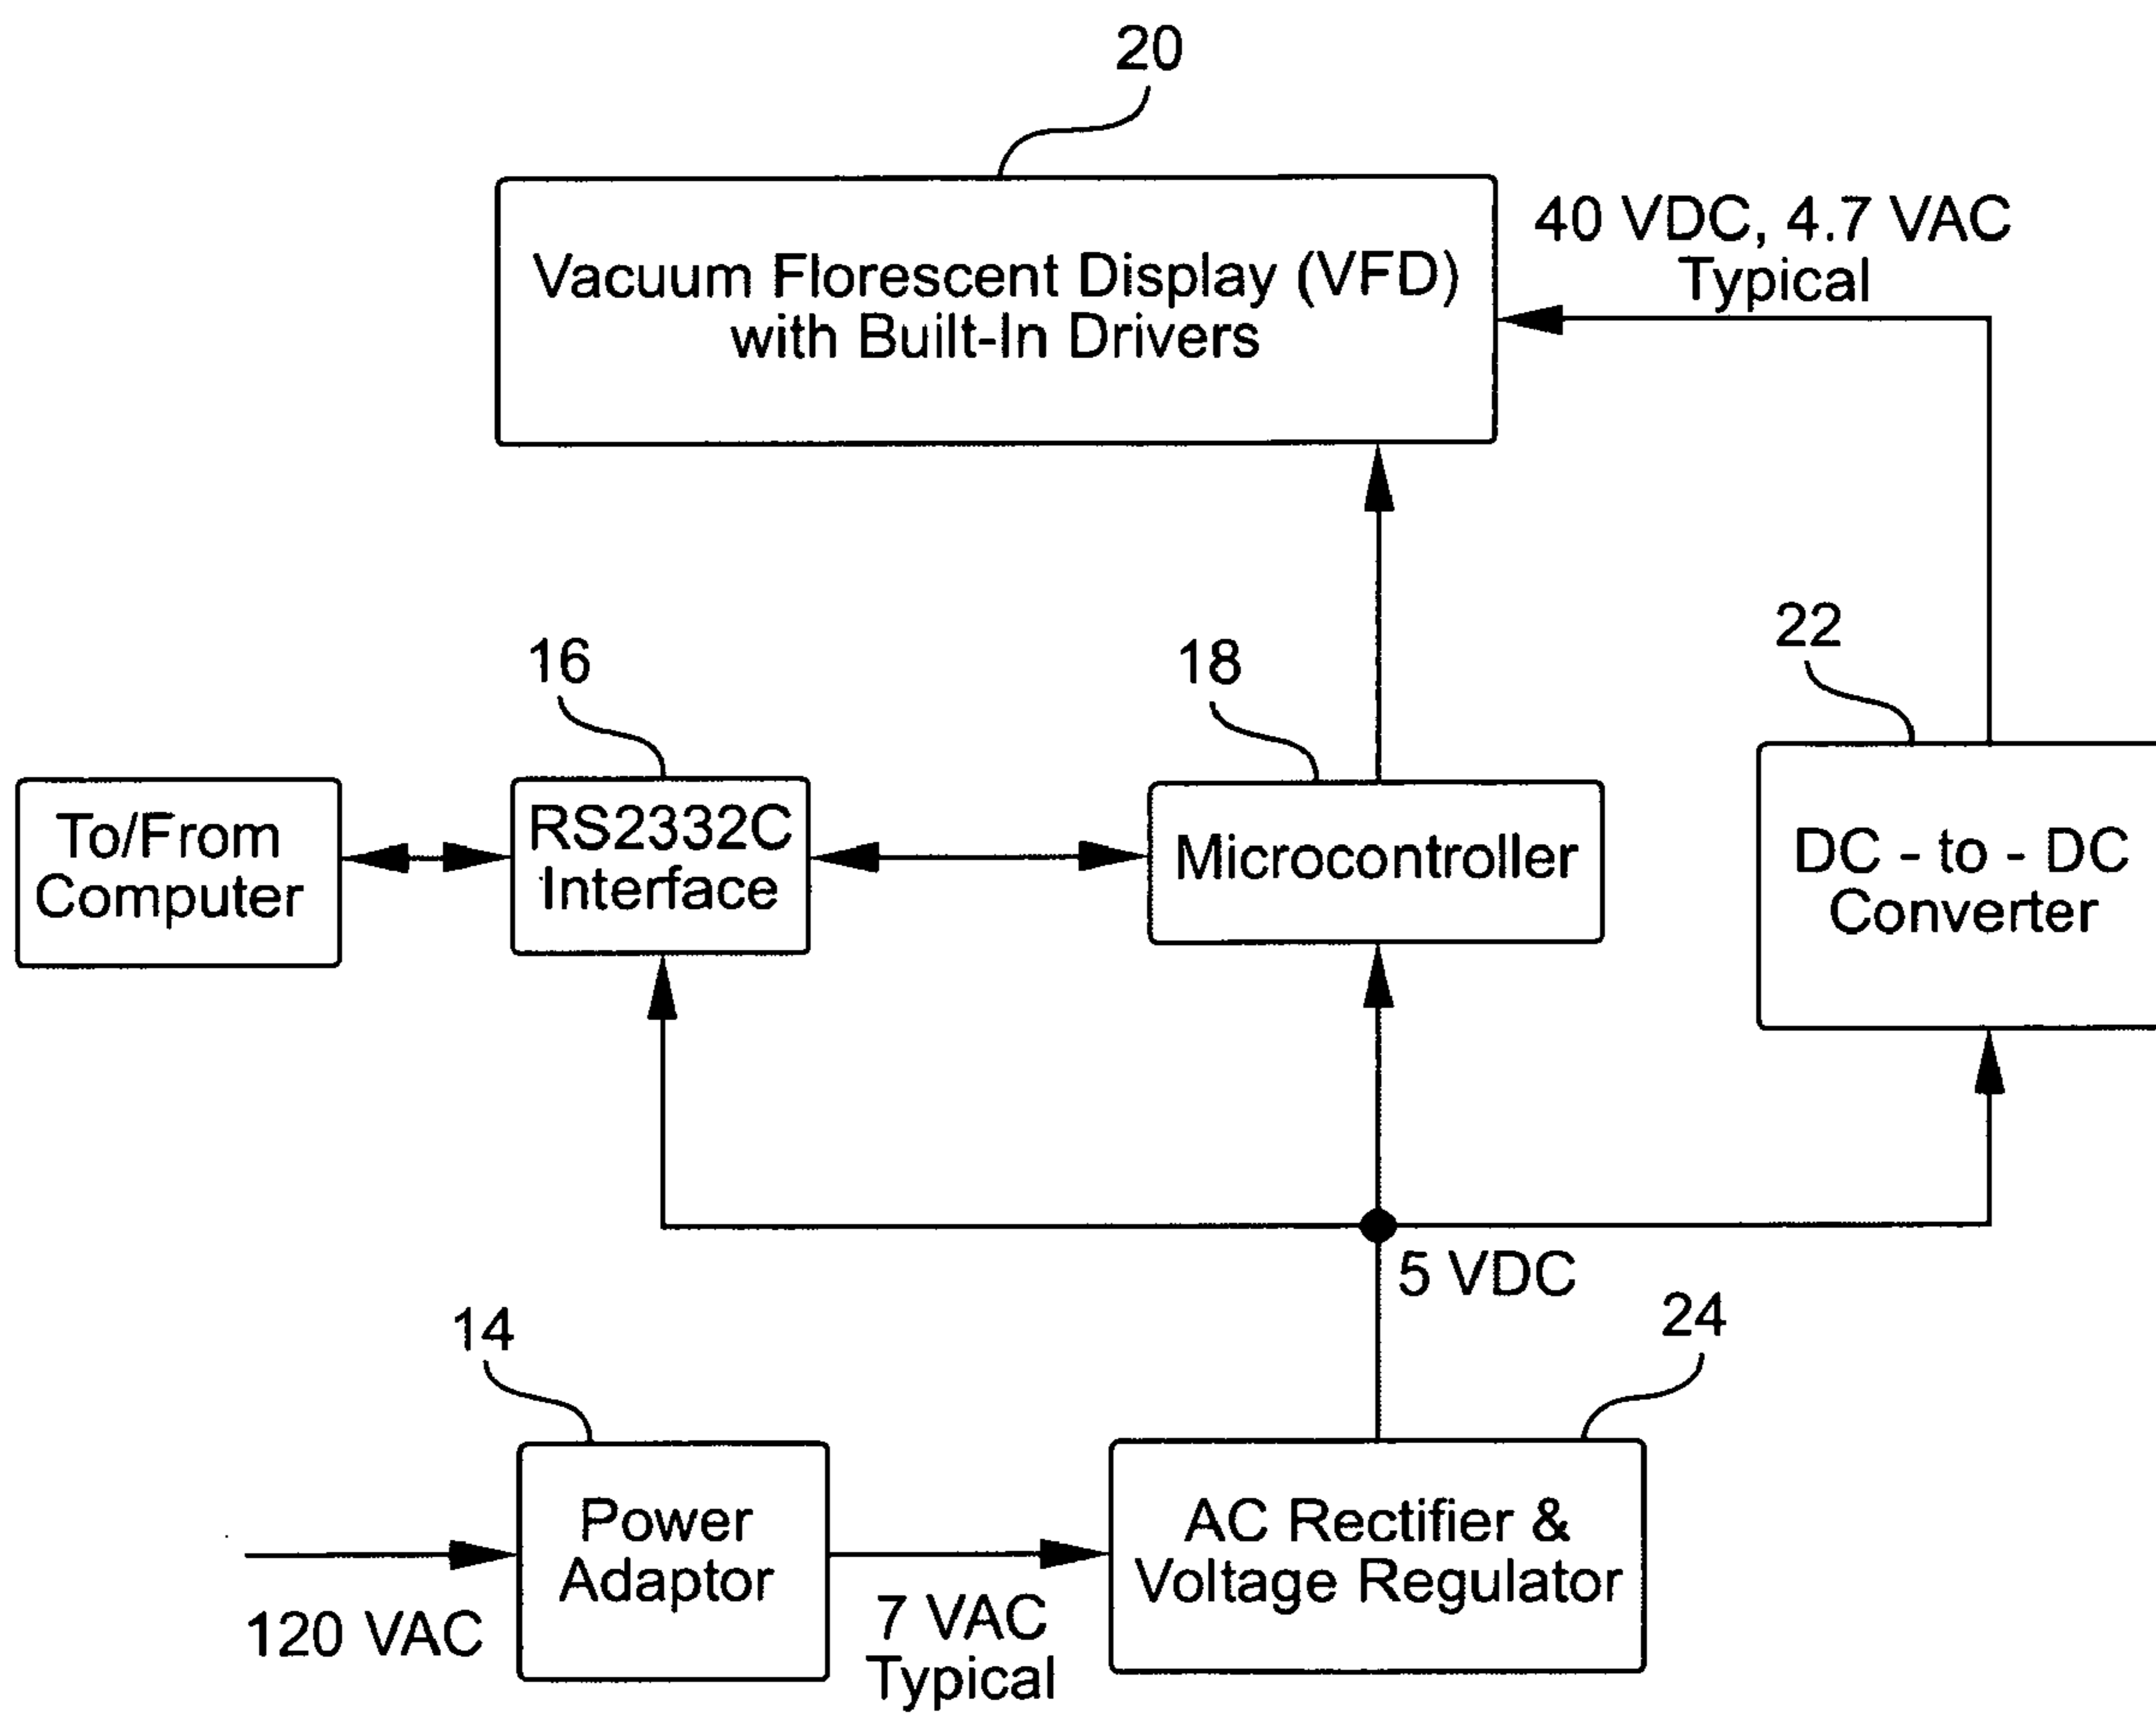 20
40 VDC, 4.7 VAC
Typical
Vacuum Florescent Display (VFD)
with Built-In Drivers
22
16
18
To/From
Computer
RS2332C
Interface
Microcontroller
DC - to - DC
Converter
5 VDC
14
24
Power
Adaptor
AC Rectifier &
Voltage Regulator
120 VAC
7 VAC
Typical